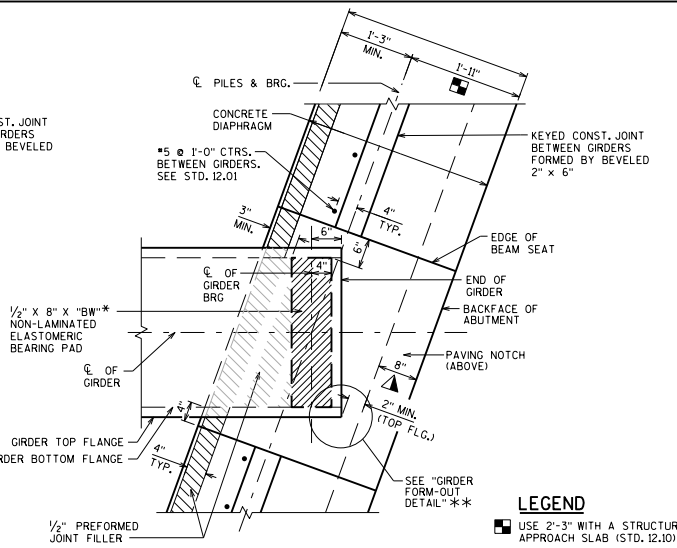 1'-3"
MIN.
1'-11"
℄ PILES & BRG.
CONCRETE
DIAPHRAGM
ST. JOINT
RDERS
BEVELED
KEYED CONST. JOINT
BETWEEN GIRDERS
FORMED BY BEVELED
2" x 6"
#5 @ 1'-0" CTRS.
BETWEEN GIRDERS.
SEE STD. 12.01
3"
MIN.
6"
4"
TYP.
6"
EDGE OF
BEAM SEAT
℄ OF
GIRDER
BRG
4"
END OF
GIRDER
1/2" X 8" X "BW"*
NON-LAMINATED
ELASTOMERIC
BEARING PAD
BACKFACE OF
ABUTMENT
℄ OF
GIRDER
PAVING NOTCH
(ABOVE)
8"
2" MIN.
(TOP FLG.)
4"
GIRDER TOP FLANGE
RDER BOTTOM FLANGE
4"
TYP.
SEE "GIRDER
FORM-OUT
DETAIL" **
1/2" PREFORMED
JOINT FILLER
LEGEND
USE 2'-3" WITH A STRUCTUR
APPROACH SLAB (STD. 12.10)